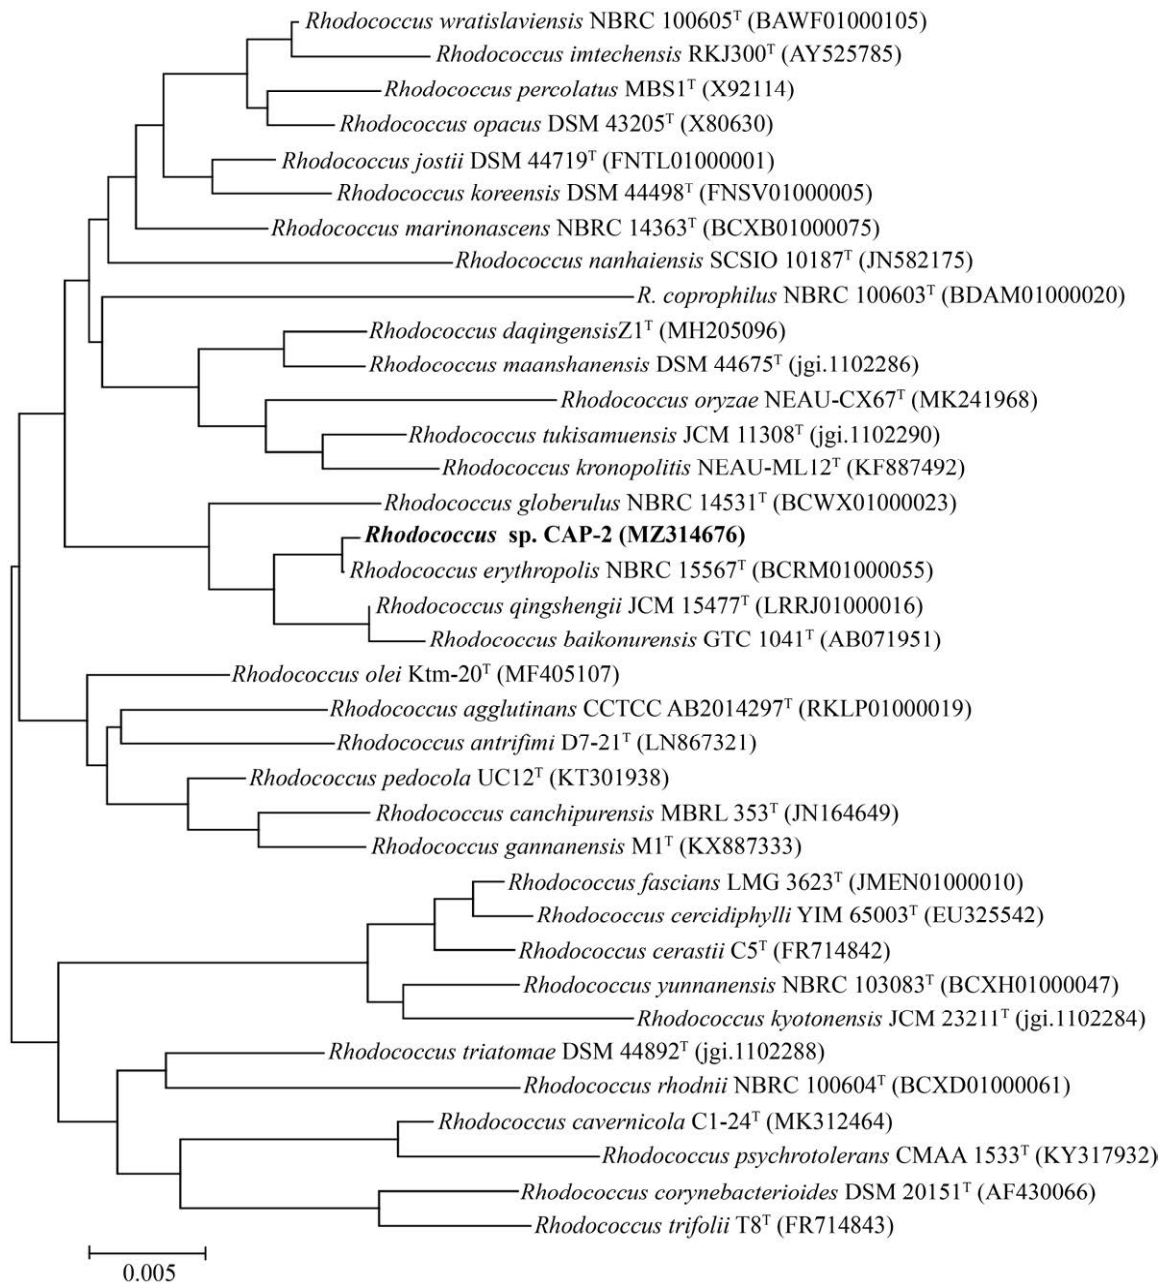 Rhodococcus wratislaviensis NBRC 100605ᵀ (BAWF01000105)
Rhodococcus imtechensis RKJ300ᵀ (AY525785)
Rhodococcus percolatus MBS1ᵀ (X92114)
Rhodococcus opacus DSM 43205ᵀ (X80630)
Rhodococcus jostii DSM 44719ᵀ (FNTL01000001)
Rhodococcus koreensis DSM 44498ᵀ (FNSV01000005)
Rhodococcus marinonascens NBRC 14363ᵀ (BCXB01000075)
Rhodococcus nanhaiensis SCSIO 10187ᵀ (JN582175)
R. coprophilus NBRC 100603ᵀ (BDAM01000020)
Rhodococcus daqingensisZ1ᵀ (MH205096)
Rhodococcus maanshanensis DSM 44675ᵀ (jgi.1102286)
Rhodococcus oryzae NEAU-CX67ᵀ (MK241968)
Rhodococcus tukisamuensis JCM 11308ᵀ (jgi.1102290)
Rhodococcus kronopolitis NEAU-ML12ᵀ (KF887492)
Rhodococcus globerulus NBRC 14531ᵀ (BCWX01000023)
Rhodococcus sp. CAP-2 (MZ314676)
Rhodococcus erythropolis NBRC 15567ᵀ (BCRM01000055)
Rhodococcus qingshengii JCM 15477ᵀ (LRRJ01000016)
Rhodococcus baikonurensis GTC 1041ᵀ (AB071951)
Rhodococcus olei Ktm-20ᵀ (MF405107)
Rhodococcus agglutinans CCTCC AB2014297ᵀ (RKLP01000019)
Rhodococcus antrifimi D7-21ᵀ (LN867321)
Rhodococcus pedocola UC12ᵀ (KT301938)
Rhodococcus canchipurensis MBRL 353ᵀ (JN164649)
Rhodococcus gannanensis M1ᵀ (KX887333)
Rhodococcus fascians LMG 3623ᵀ (JMEN01000010)
Rhodococcus cercidiphylli YIM 65003ᵀ (EU325542)
Rhodococcus cerastii C5ᵀ (FR714842)
Rhodococcus yunnanensis NBRC 103083ᵀ (BCXH01000047)
Rhodococcus kyotonensis JCM 23211ᵀ (jgi.1102284)
Rhodococcus triatomae DSM 44892ᵀ (jgi.1102288)
Rhodococcus rhodnii NBRC 100604ᵀ (BCXD01000061)
Rhodococcus cavernicola C1-24ᵀ (MK312464)
Rhodococcus psychrotolerans CMAA 1533ᵀ (KY317932)
Rhodococcus corynebacterioides DSM 20151ᵀ (AF430066)
Rhodococcus trifolii T8ᵀ (FR714843)
0.005